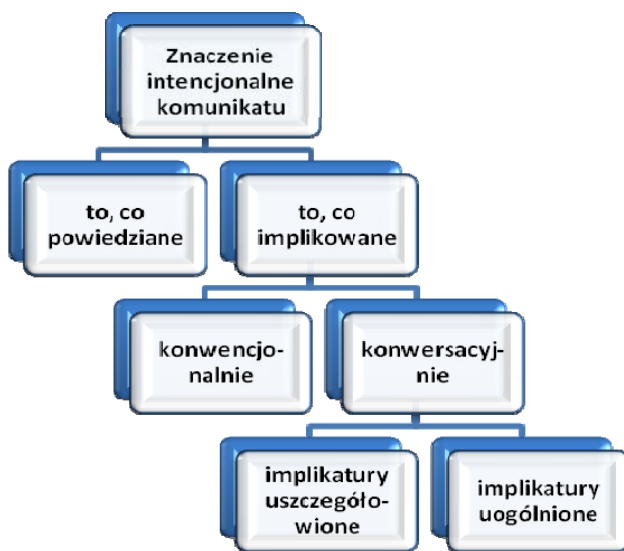 Znaczenie
intencjonalne
komunikatu
to, co
powiedziane
to, co
implikowane
konwencjo-
nalnie
konwersacyj-
nie
implikatury
uszczegóło-
wione
implikatury
uogólnione